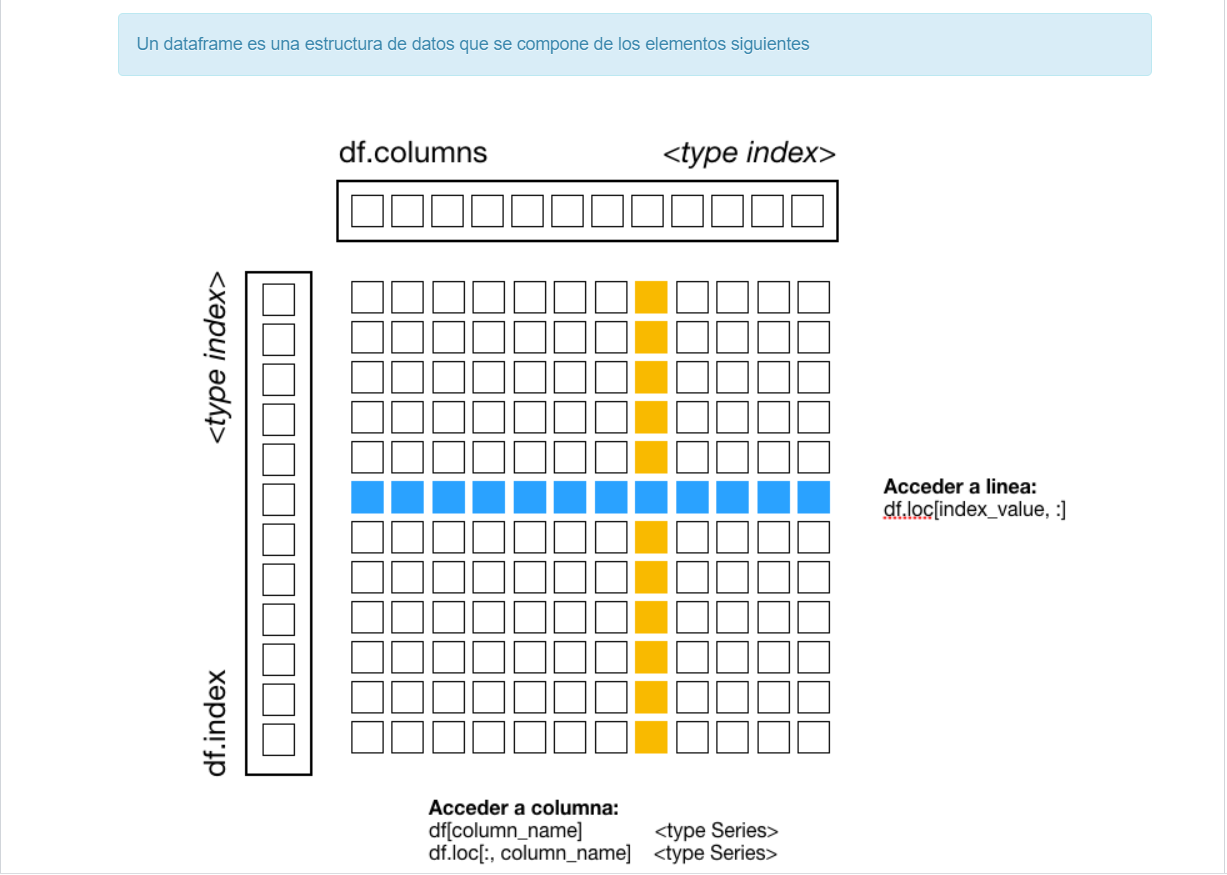 Un dataframe es una estructura de datos que se compone de los elementos siguientes
df.columns <type index>
<type index>
df.index
Acceder a linea:
df.loc[index_value, :]
Acceder a columna:
df[column_name] <type Series>
df.loc[:, column_name] <type Series>